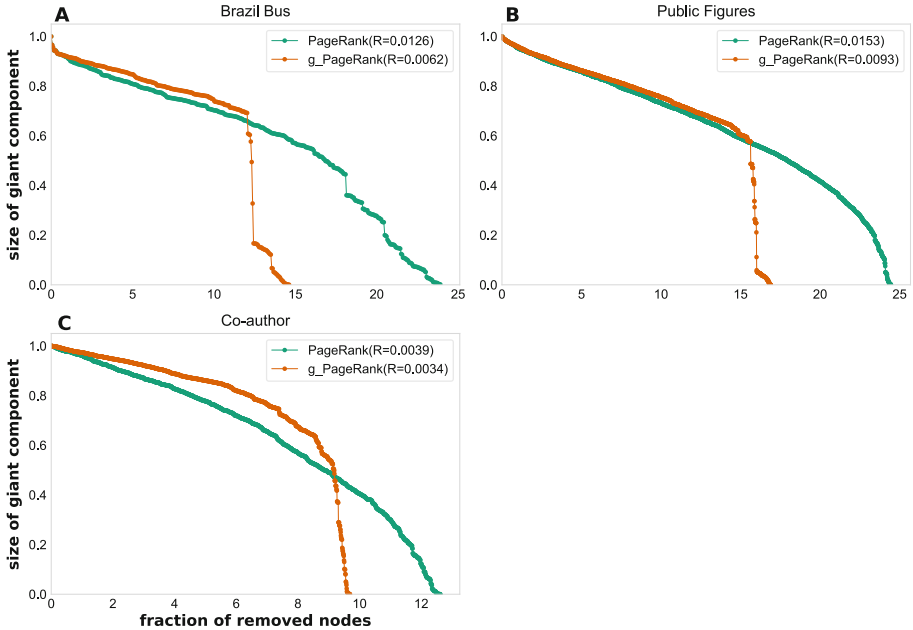 A
Brazil Bus
PageRank(R=0.0126)
g_PageRank(R=0.0062)
size of giant component
1.0
0.8
0.6
0.4
0.2
0.0
0
5
10
15
20
25
B
Public Figures
PageRank(R=0.0153)
g_PageRank(R=0.0093)
1.0
0.8
0.6
0.4
0.2
0.0
0
5
10
15
20
25
C
Co-author
PageRank(R=0.0039)
g_PageRank(R=0.0034)
size of giant component
1.0
0.8
0.6
0.4
0.2
0.0
0
2
4
6
8
10
12
fraction of removed nodes